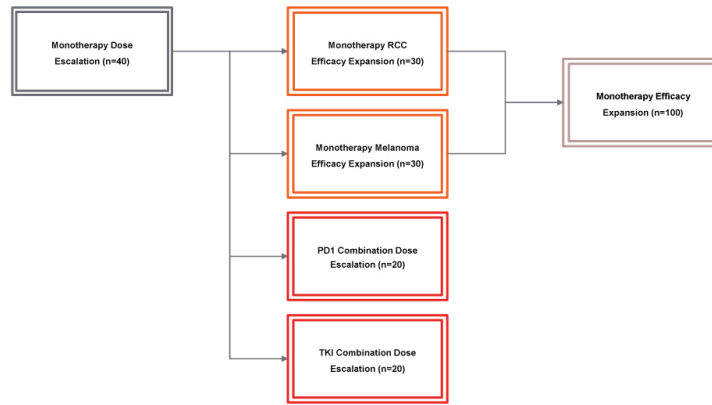 Monotherapy Dose
Escalation (n=40)
Monotherapy RCC
Efficacy Expansion (n=30)
Monotherapy Melanoma
Efficacy Expansion (n=30)
PD1 Combination Dose
Escalation (n=20)
TKI Combination Dose
Escalation (n=20)
Monotherapy Efficacy
Expansion (n=100)